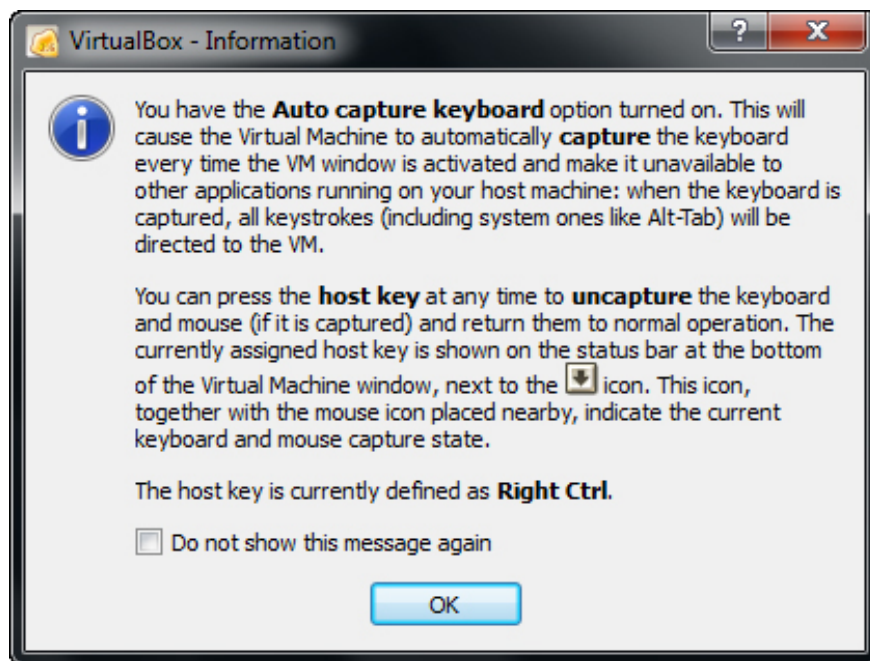 VirtualBox - Information
You have the Auto capture keyboard option turned on. This will
cause the Virtual Machine to automatically capture the keyboard
every time the VM window is activated and make it unavailable to
other applications running on your host machine: when the keyboard is
captured, all keystrokes (including system ones like Alt-Tab) will be
directed to the VM.
You can press the host key at any time to uncapture the keyboard
and mouse (if it is captured) and return them to normal operation. The
currently assigned host key is shown on the status bar at the bottom
of the Virtual Machine window, next to the icon. This icon,
together with the mouse icon placed nearby, indicate the current
keyboard and mouse capture state.
The host key is currently defined as Right Ctrl.
Do not show this message again
OK